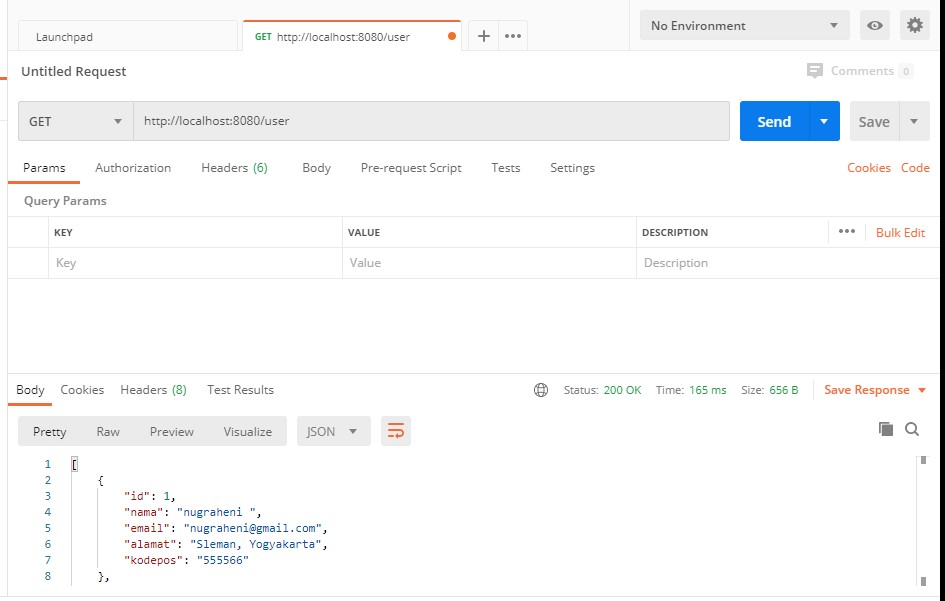 Launchpad GET http://localhost:8080/user + ••• No Environment
Untitled Request Comments 0
GET http://localhost:8080/user Send Save
Params Authorization Headers (6) Body Pre-request Script Tests Settings Cookies Code
Query Params
KEY VALUE DESCRIPTION ••• Bulk Edit
Key Value Description
Body Cookies Headers (8) Test Results Status: 200 OK Time: 165 ms Size: 656 B Save Response
Pretty Raw Preview Visualize JSON
1 [
2 {
3 "id": 1,
4 "nama": "nugraheni ",
5 "email": "nugraheni@gmail.com",
6 "alamat": "Sleman, Yogyakarta",
7 "kodepos": "555566"
8 },